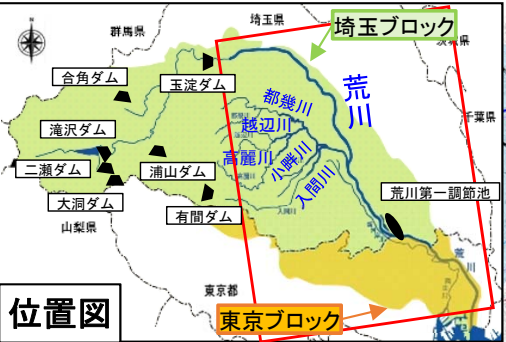 群馬県
埼玉県
埼玉ブロック
茨城県
合角ダム
玉淀ダム
荒川
都幾川
越辺川
千葉県
滝沢ダム
高麗川
小畔川
二瀬ダム
浦山ダム
入間川
荒川第一調節池
大洞ダム
有間ダム
入間川
山梨県
荒川
東京都
位置図
東京ブロック